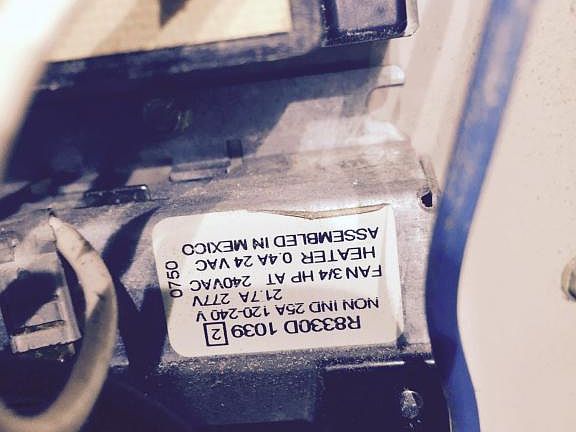 R8330D 1039 [2]
NON IND 25A 120-240 V
21.7A 277V
FAN 3/4 HP AT 240VAC
HEATER 0.4A 24 VAC
ASSEMBLED IN MEXICO
0750